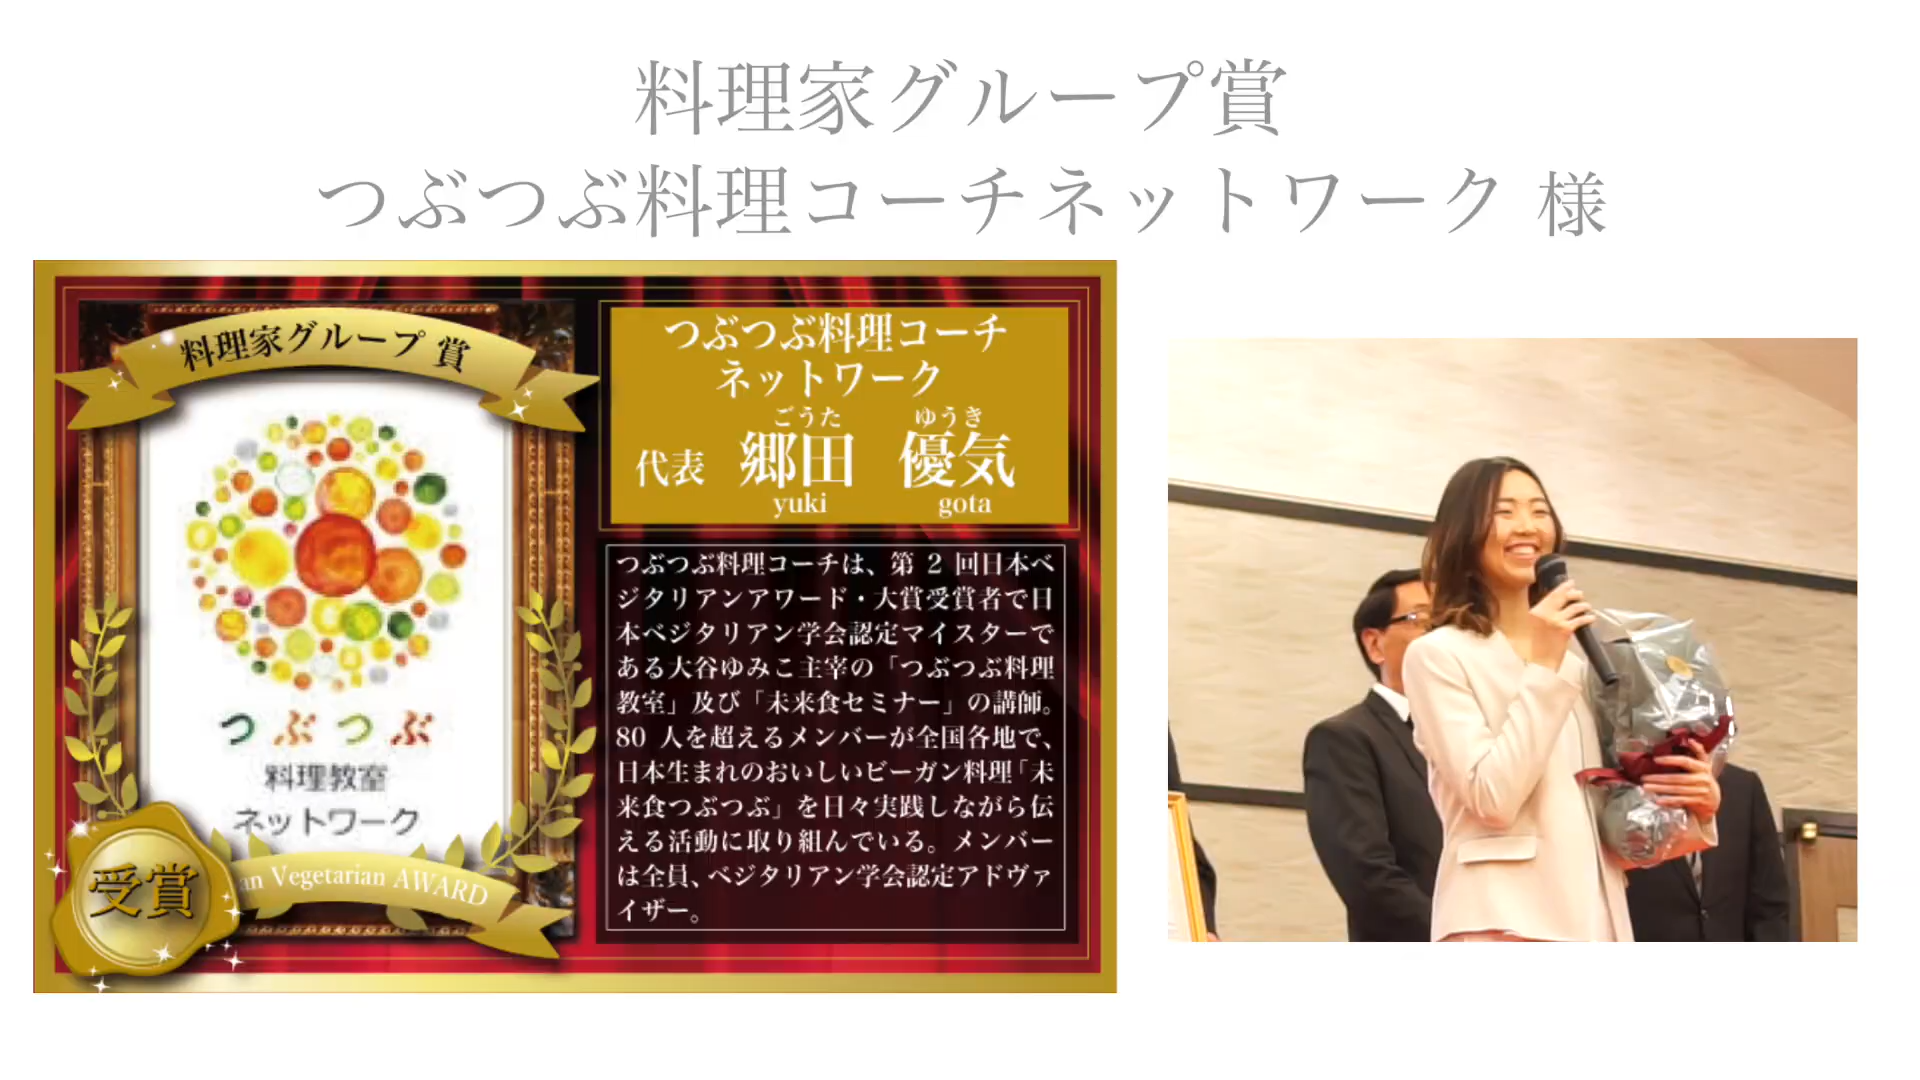 料理家グループ賞
つぶつぶ料理コーチネットワーク 様
料理家グループ 賞
つぶつぶ
料理教室
ネットワーク
受賞
an Vegetarian AWARD
つぶつぶ料理コーチ
ネットワーク
ごうた ゆうき
代表 郷田 優気
yuki gota
つぶつぶ料理コーチは、第 2 回日本ベ
ジタリアンアワード・大賞受賞者で日
本ベジタリアン学会認定マイスターで
ある大谷ゆみこ主宰の「つぶつぶ料理
教室」及び「未来食セミナー」の講師。
80 人を超えるメンバーが全国各地で、
日本生まれのおいしいビーガン料理「未
来食つぶつぶ」を日々実践しながら伝
える活動に取り組んでいる。メンバー
は全員、ベジタリアン学会認定アドヴァ
イザー。